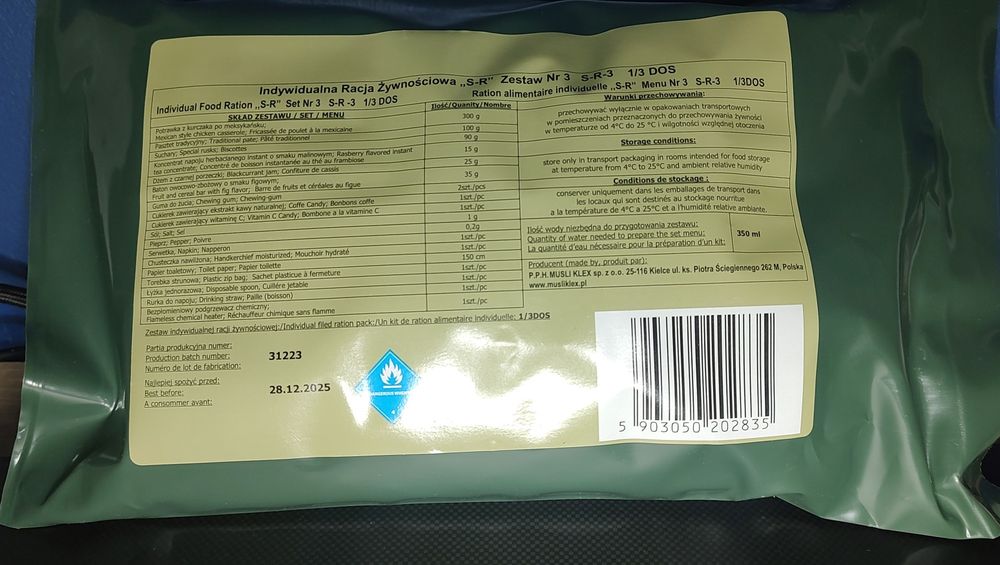 Indywidualna Racja Żywnościowa „S-R" Zestaw Nr 3 S-R-3 1/3 DOS
Individual Food Ration „S-R" Set Nr 3 S-R -3 1/3 DOS
Ration alimentaire individuelle „S-R" Menu Nr 3 S-R-3 1/3DOS
SKŁAD ZESTAWU / SET / MENU
Ilość/Quanity/Nombre
Potrawka z kurczaka po meksykańsku;
Mexican style chicken casserole; Fricassée de poulet à la mexicaine
300 g
Pasztet tradycyjny; Traditional pate; Pâté traditionnel
100 g
Suchary; Special rusks; Biscottes
90 g
Koncentrat napoju herbacianego instant o smaku malinowym; Rasberry flavored instant
tea concentrate; Concentré de boisson instantanée au thé au framboise
15 g
Dżem z czarnej porzeczki; Blackcurrant jam; Confiture de cassis
25 g
Baton owocowo-zbożowy o smaku figowym;
Fruit and cereal bar with fig flavor; Barre de fruits et céréales au figue
35 g
Guma do żucia; Chewing gum; Chewing-gum
2szt./pcs
Cukierek zawierający ekstrakt kawy naturalnej; Coffe Candy; Bonbons coffe
1szt./pc
Cukierek zawierający witaminę C; Vitamin C Candy; Bombone a la vitamine C
1szt./pc
Sól; Salt; Sel
1 g
Pieprz; Pepper; Poivre
0,2g
Serwetka, Napkin; Napperon
1szt./pc
Chusteczka nawilżona; Handkerchief moisturized; Mouchoir hydraté
1szt./pc
Papier toaletowy; Toilet paper; Papier toilette
150 cm
Torebka strunowa; Plastic zip bag; Sachet plastique à fermeture
1szt./pc
Łyżka jednorazowa; Disposable spoon, Cuillére jetable
1szt./pc
Rurka do napoju; Drinking straw; Paille (boisson)
1szt./pc
Bezpłomieniowy podgrzewacz chemiczny;
Flameless chemical heater; Réchauffeur chimique sans flamme
1szt./pc
Zestaw indywidualnej racji żywnościowej:/Individual filed ration pack:/Un kit de ration alimentaire individuelle: 1/3DOS
Warunki przechowywania:
przechowywać wyłącznie w opakowaniach transportowych
w pomieszczeniach przeznaczonych do przechowywania żywności
w temperaturze od 4°C do 25 °C i wilgotności względnej otoczenia
Storage conditions:
store only in transport packaging in rooms intended for food storage
at temperature from 4°C to 25°C and ambient relative humidity
Conditions de stockage :
conserver uniquement dans les emballages de transport dans
les locaux qui sont destinés au stockage nourritue
a la température de 4°C a 25°C et a l'humidité relative ambiante.
Ilość wody niezbędna do przygotowania zestawu:
Quantity of water needed to prepare the set menu:
La quantité d'eau nécessaire pour la préparation d'un kit:
350 ml
Producent (made by, produit par):
P.P.H. MUSLI KLEX sp. z o.o. 25-116 Kielce ul. ks. Piotra Ściegiennego 262 M, Polska
www.musliklex.pl
Partia produkcyjna numer:
Production batch number:
Numéro de lot de fabrication:
31223
Najlepiej spożyć przed:
Best before:
A consommer avant:
28.12.2025
5 903050 202835